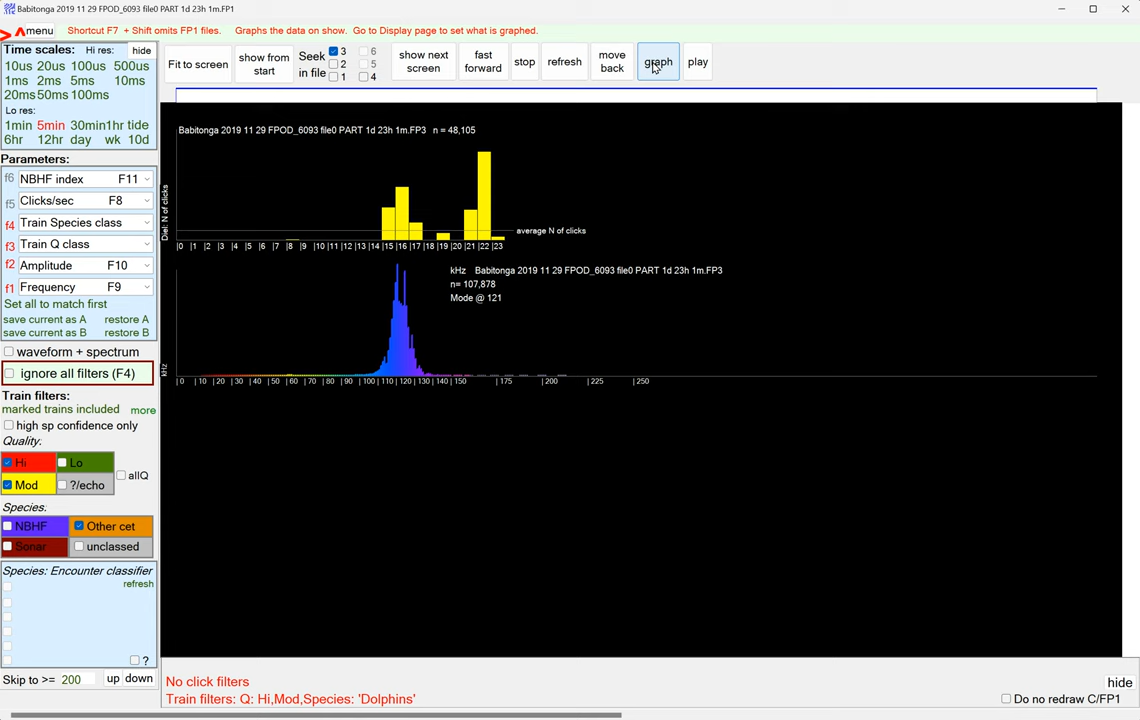 Babitonga 2019 11 29 FPOD_6093 PART 1d 23h 1m.FP1
menu Shortcut F7 + Shift omits FP1 files. Graphs the data on show. Go to Display page to set what is graphed.
Time scales: Hi res: hide
10us 20us 100us 500us
1ms 2ms 5ms 10ms
20ms 50ms 100ms
Lo res:
1min 5min 30min 1hr tide
6hr 12hr day wk 10d
Fit to screen
show from start
Seek in file
3 6
2 5
1 4
show next screen
fast forward
stop
refresh
move back
graph
play
Parameters:
f6 NBHF index F11
f5 Clicks/sec F8
f4 Train Species class
f3 Train Q class
f2 Amplitude F10
f1 Frequency F9
Set all to match first
save current as A restore A
save current as B restore B
waveform + spectrum
ignore all filters (F4)
Train filters:
marked trains included more
high sp confidence only
Quality:
Hi Lo
allQ
Mod ?/echo
Species:
NBHF Other cet
Sonar unclassed
Species: Encounter classifier
refresh
?
Skip to >= 200 up down
Babitonga 2019 11 29 FPOD_6093 file0 PART 1d 23h 1m.FP3 n = 48,105
Diel: N of clicks
average N of clicks
|0 |1 |2 |3 |4 |5 |6 |7 |8 |9 |10 |11 |12 |13 |14 |15 |16 |17 |18 |19 |20 |21 |22 |23
kHz Babitonga 2019 11 29 FPOD_6093 file0 PART 1d 23h 1m.FP3
n= 107,878
Mode @ 121
kHz
|0 |10 |20 |30 |40 |50 |60 |70 |80 |90 |100 |110 |120 |130 |140 |150 |175 |200 |225 |250
No click filters
Train filters: Q: Hi,Mod,Species: 'Dolphins'
hide
Do no redraw C/FP1